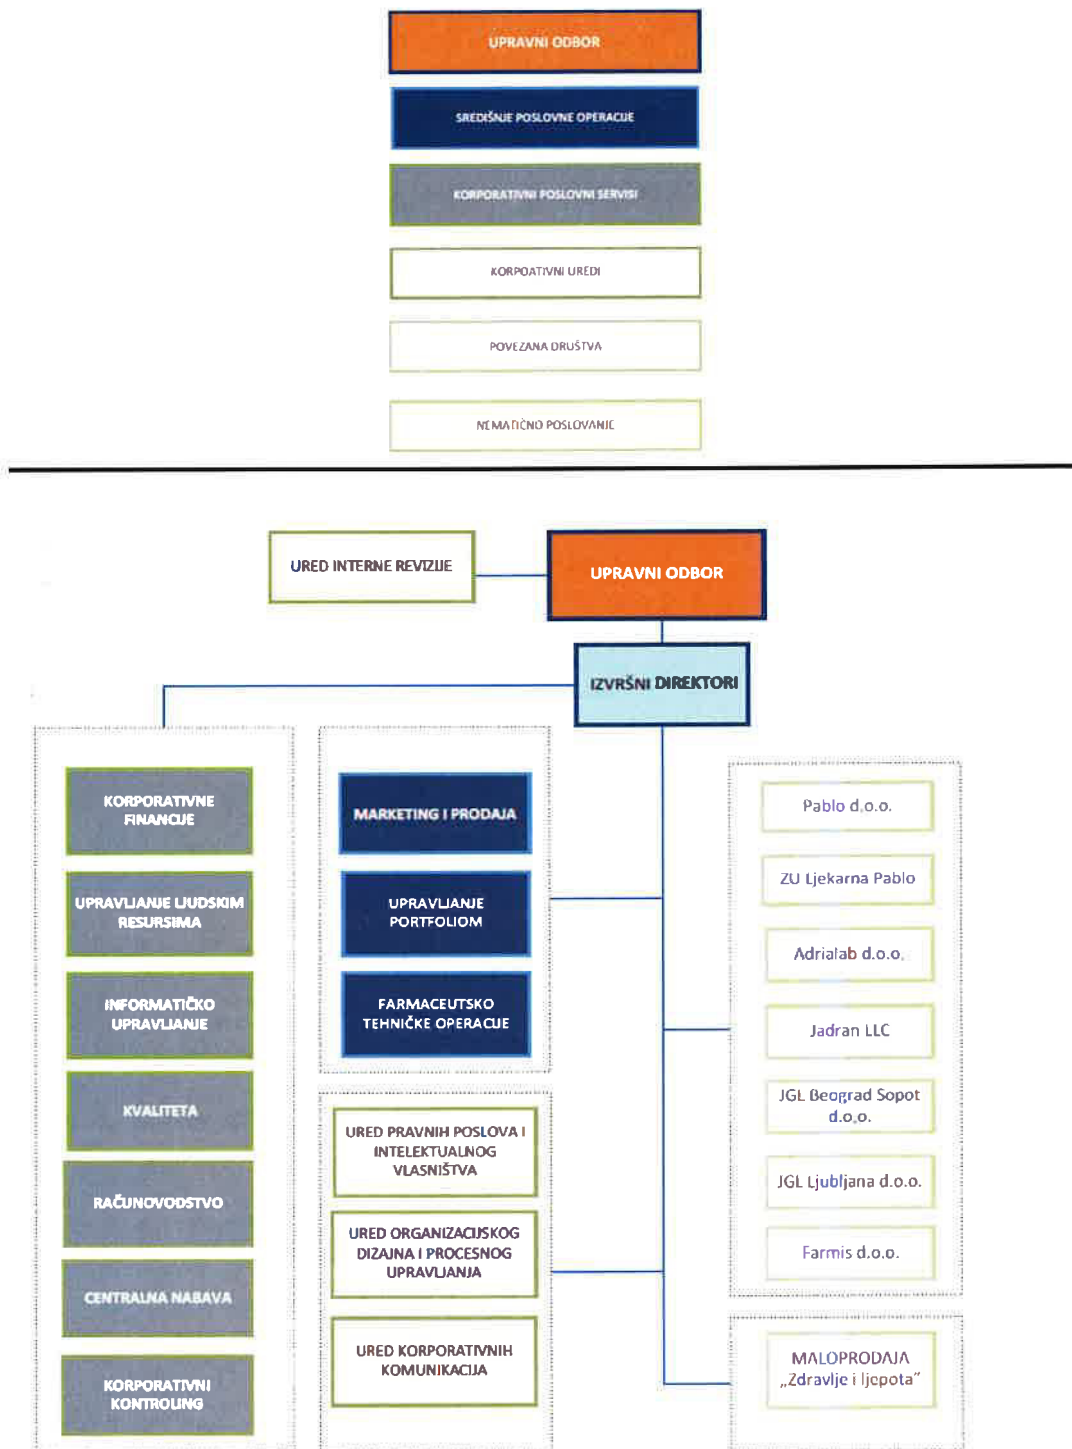 UPRAVNI ODBOR
SREDIŠNJE POSLOVNE OPERACIJE
KORPORATIVNI POSLOVNI SERVISI
KORPOATIVNI UREDI
POVEZANA DRUŠTVA
NEMATIČNO POSLOVANJE
URED INTERNE REVIZIJE
UPRAVNI ODBOR
IZVRŠNI DIREKTORI
KORPORATIVNE
FINANCIJE
UPRAVLJANJE LJUDSKIM
RESURSIMA
INFORMATIČKO
UPRAVLJANJE
KVALITETA
RAČUNOVODSTVO
CENTRALNA NABAVA
KORPORATIVNI
KONTROLING
MARKETING I PRODAJA
UPRAVLJANJE
PORTFOLIOM
FARMACEUTSKO
TEHNIČKE OPERACIJE
URED PRAVNIH POSLOVA I
INTELEKTUALNOG
VLASNIŠTVA
URED ORGANIZACIJSKOG
DIZAJNA I PROCESNOG
UPRAVLJANJA
URED KORPORATIVNIH
KOMUNIKACIJA
Pablo d.o.o.
ZU Ljekarna Pablo
Adrialab d.o.o.
Jadran LLC
JGL Beograd Sopot
d.o.o.
JGL Ljubljana d.o.o.
Farmis d.o.o.
MALOPRODAJA
„Zdravlje i ljepota"